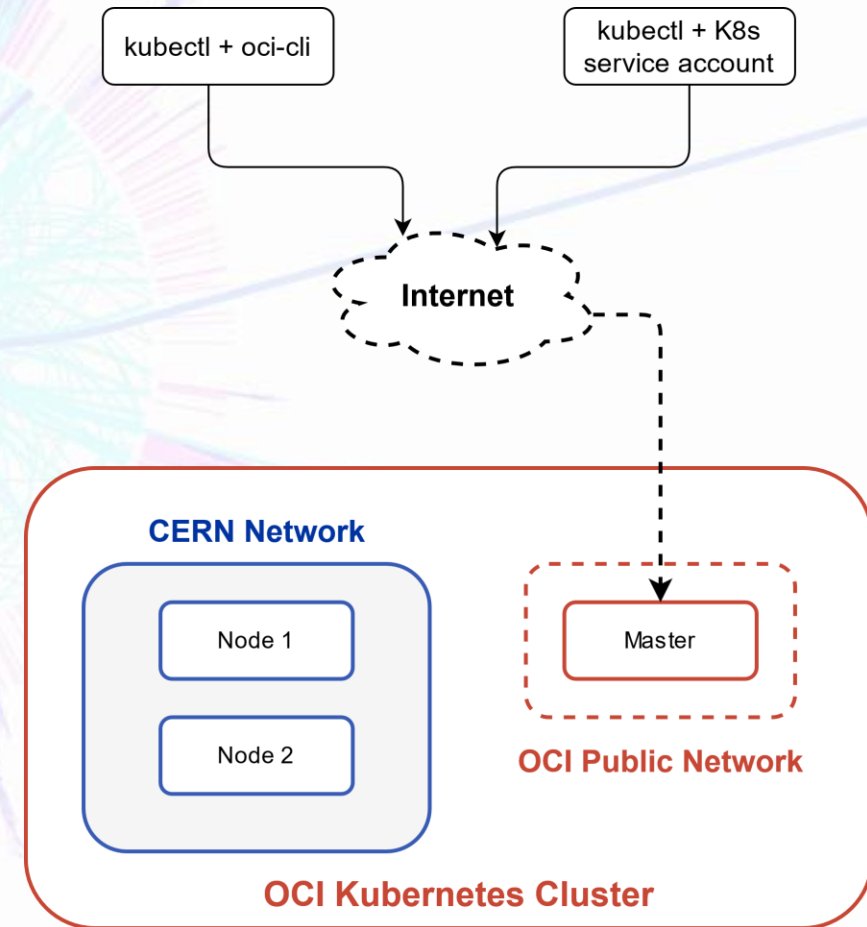 kubectl + oci-cli
kubectl + K8s
service account
Internet
CERN Network
Node 1
Master
Node 2
OCI Public Network
OCI Kubernetes Cluster